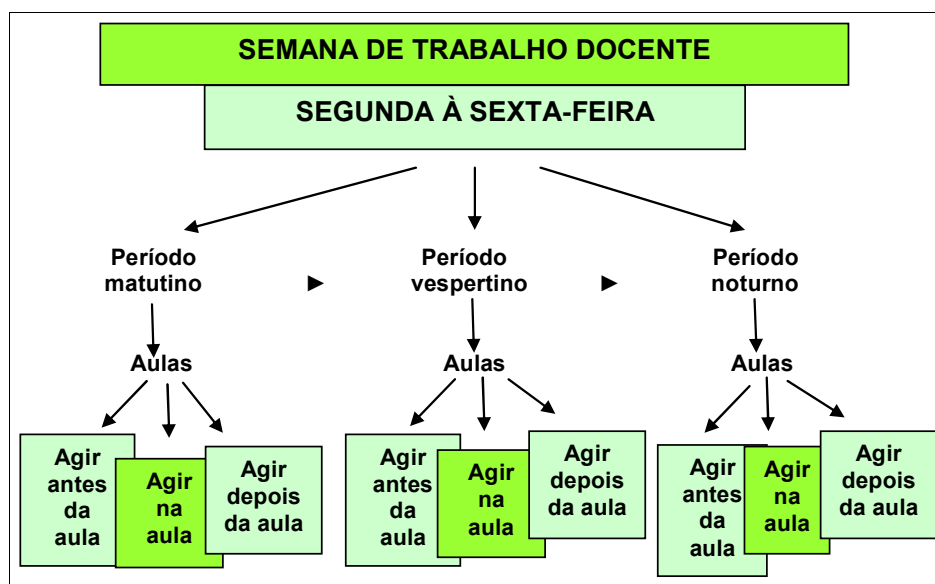 SEMANA DE TRABALHO DOCENTE
SEGUNDA À SEXTA-FEIRA
Período
matutino
Período
vespertino
Período
noturno
Aulas
Aulas
Aulas
Agir
antes
da
aula
Agir
na
aula
Agir
depois
da aula
Agir
antes
da
aula
Agir
na
aula
Agir
depois
da aula
Agir
antes
da
aula
Agir
na
aula
Agir
depois
da aula